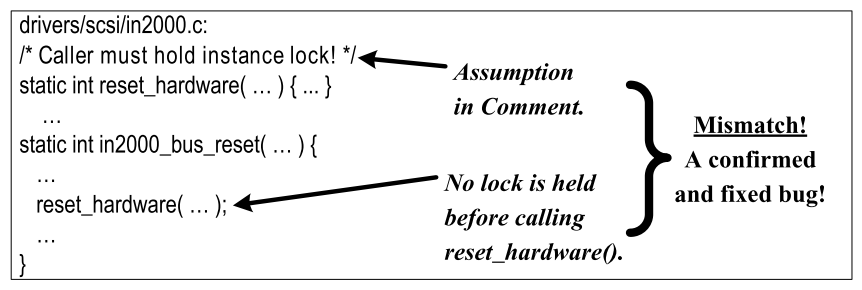 drivers/scsi/in2000.c:
/* Caller must hold instance lock! */
static int reset_hardware( … ) { ... }
…
static int in2000_bus_reset( … ) {
…
reset_hardware( … );
…
}
Assumption
in Comment.
No lock is held
before calling
reset_hardware().
Mismatch!
A confirmed
and fixed bug!